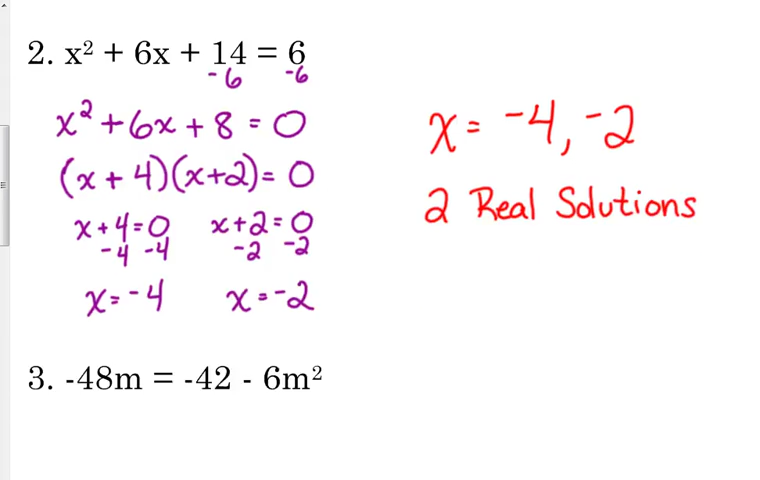 2. x² + 6x + 14 = 6
-6 -6
x² + 6x + 8 = 0
(x + 4)(x+2) = 0
x+4=0 x+2=0
-4 -4 -2 -2
x=-4 x=-2
x= -4, -2
2 Real Solutions
3. -48m = -42 - 6m²